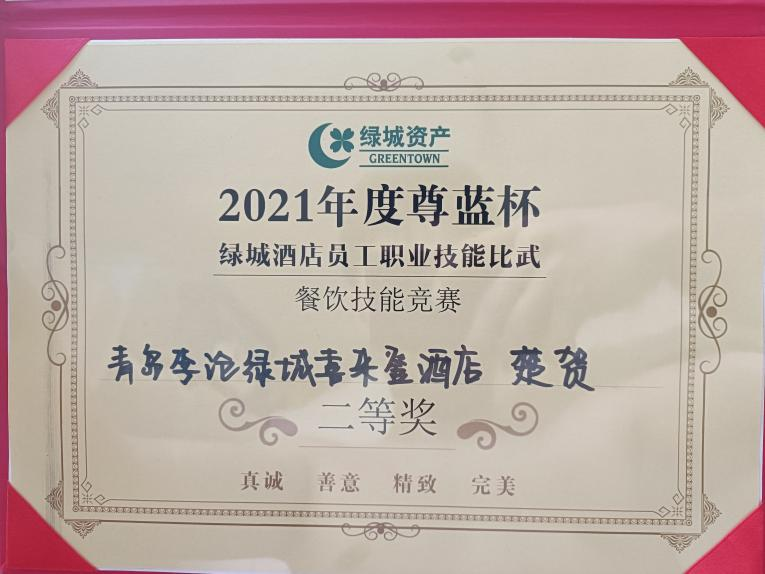 绿城资产
GREENTOWN
2021年度尊蓝杯
绿城酒店员工职业技能比武
餐饮技能竞赛
青岛李沧绿城喜来登酒店 楚贺
二等奖
真诚 善意 精致 完美